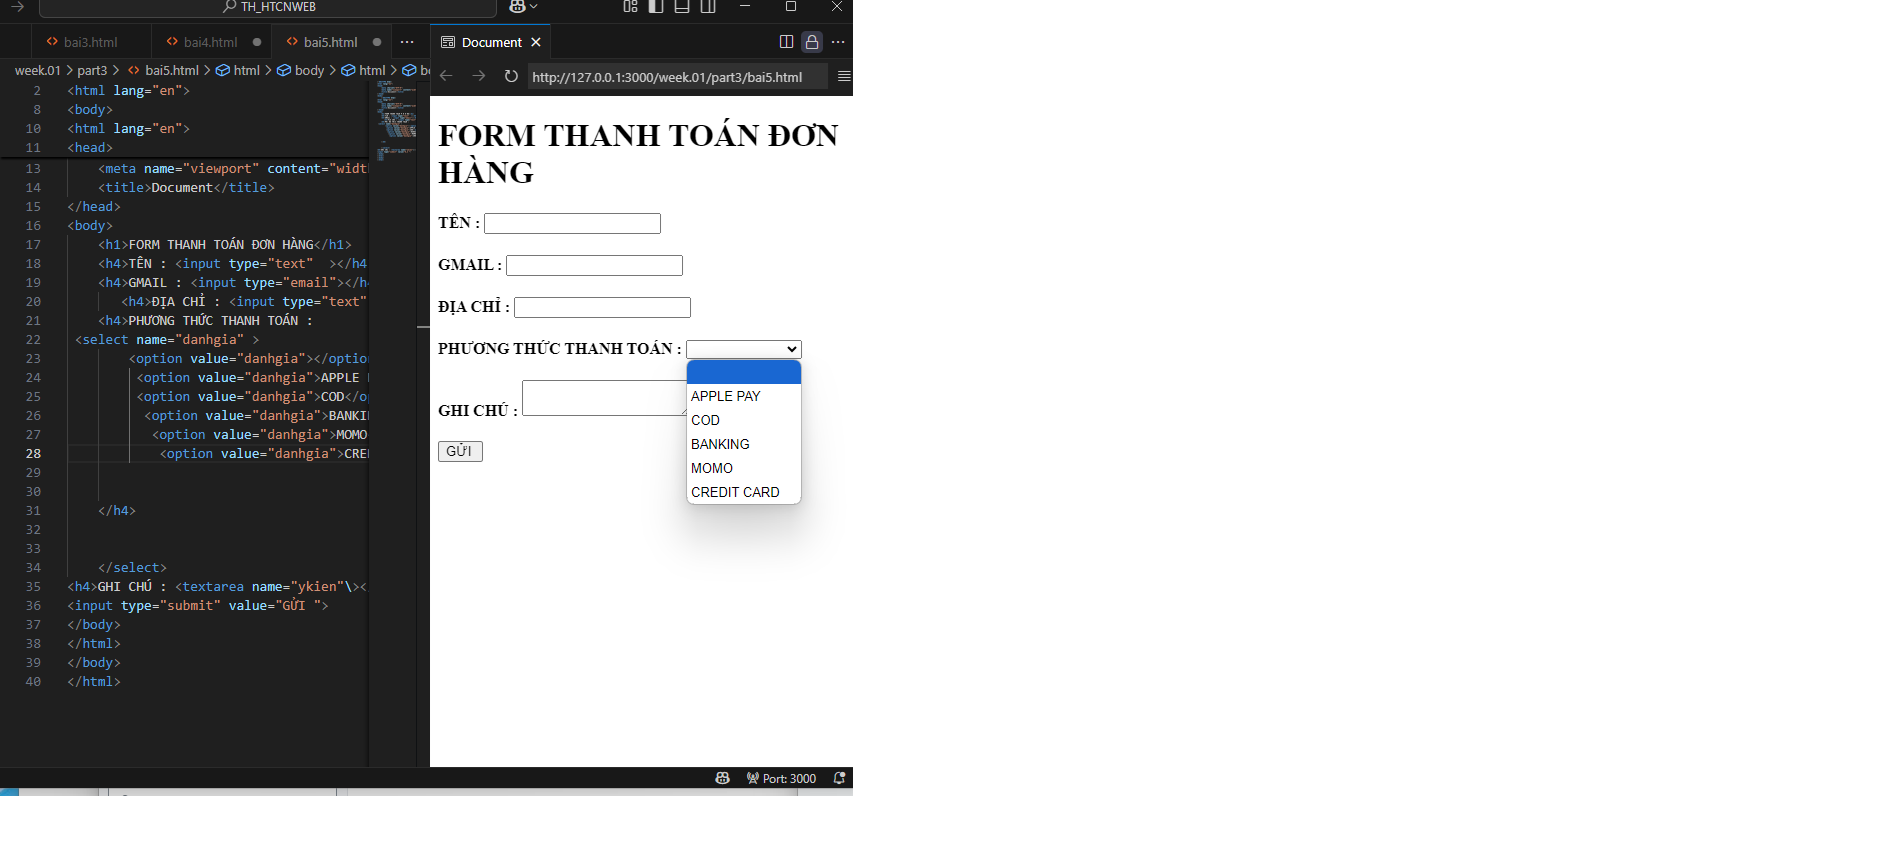 TH_HTCNWEB
bai3.html
bai4.html
bai5.html
week.01 > part3 > bai5.html > html > body > html >
2 <html lang="en">
8 <body>
10 <html lang="en">
11 <head>
13 <meta name="viewport" content="widt
14 <title>Document</title>
15 </head>
16 <body>
17 <h1>FORM THANH TOÁN ĐƠN HÀNG</h1>
18 <h4>TÊN : <input type="text"  ></h4
19 <h4>GMAIL : <input type="email"></h
20 <h4>ĐỊA CHỈ : <input type="text"
21 <h4>PHƯƠNG THỨC THANH TOÁN :
22 <select name="danhgia" >
23 <option value="danhgia"></optio
24 <option value="danhgia">APPLE
25 <option value="danhgia">COD</o
26 <option value="danhgia">BANKI
27 <option value="danhgia">MOMO
28 <option value="danhgia">CRE
29
30
31 </h4>
32
33
34 </select>
35 <h4>GHI CHÚ : <textarea name="ykien"\><
36 <input type="submit" value="GỬI ">
37 </body>
38 </html>
39 </body>
40 </html>
Document
http://127.0.0.1:3000/week.01/part3/bai5.html
FORM THANH TOÁN ĐƠN
HÀNG
TÊN :
GMAIL :
ĐỊA CHỈ :
PHƯƠNG THỨC THANH TOÁN :
APPLE PAY
COD
BANKING
MOMO
CREDIT CARD
GHI CHÚ :
GỬI
Port: 3000